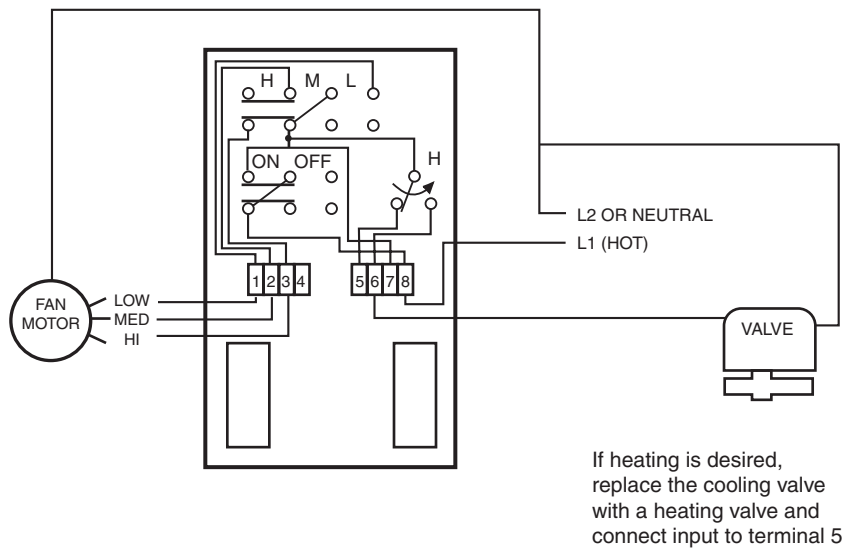 H M L
ON OFF
H
L2 OR NEUTRAL
L1 (HOT)
1 2 3 4
5 6 7 8
FAN
MOTOR
LOW
MED
HI
VALVE
If heating is desired,
replace the cooling valve
with a heating valve and
connect input to terminal 5